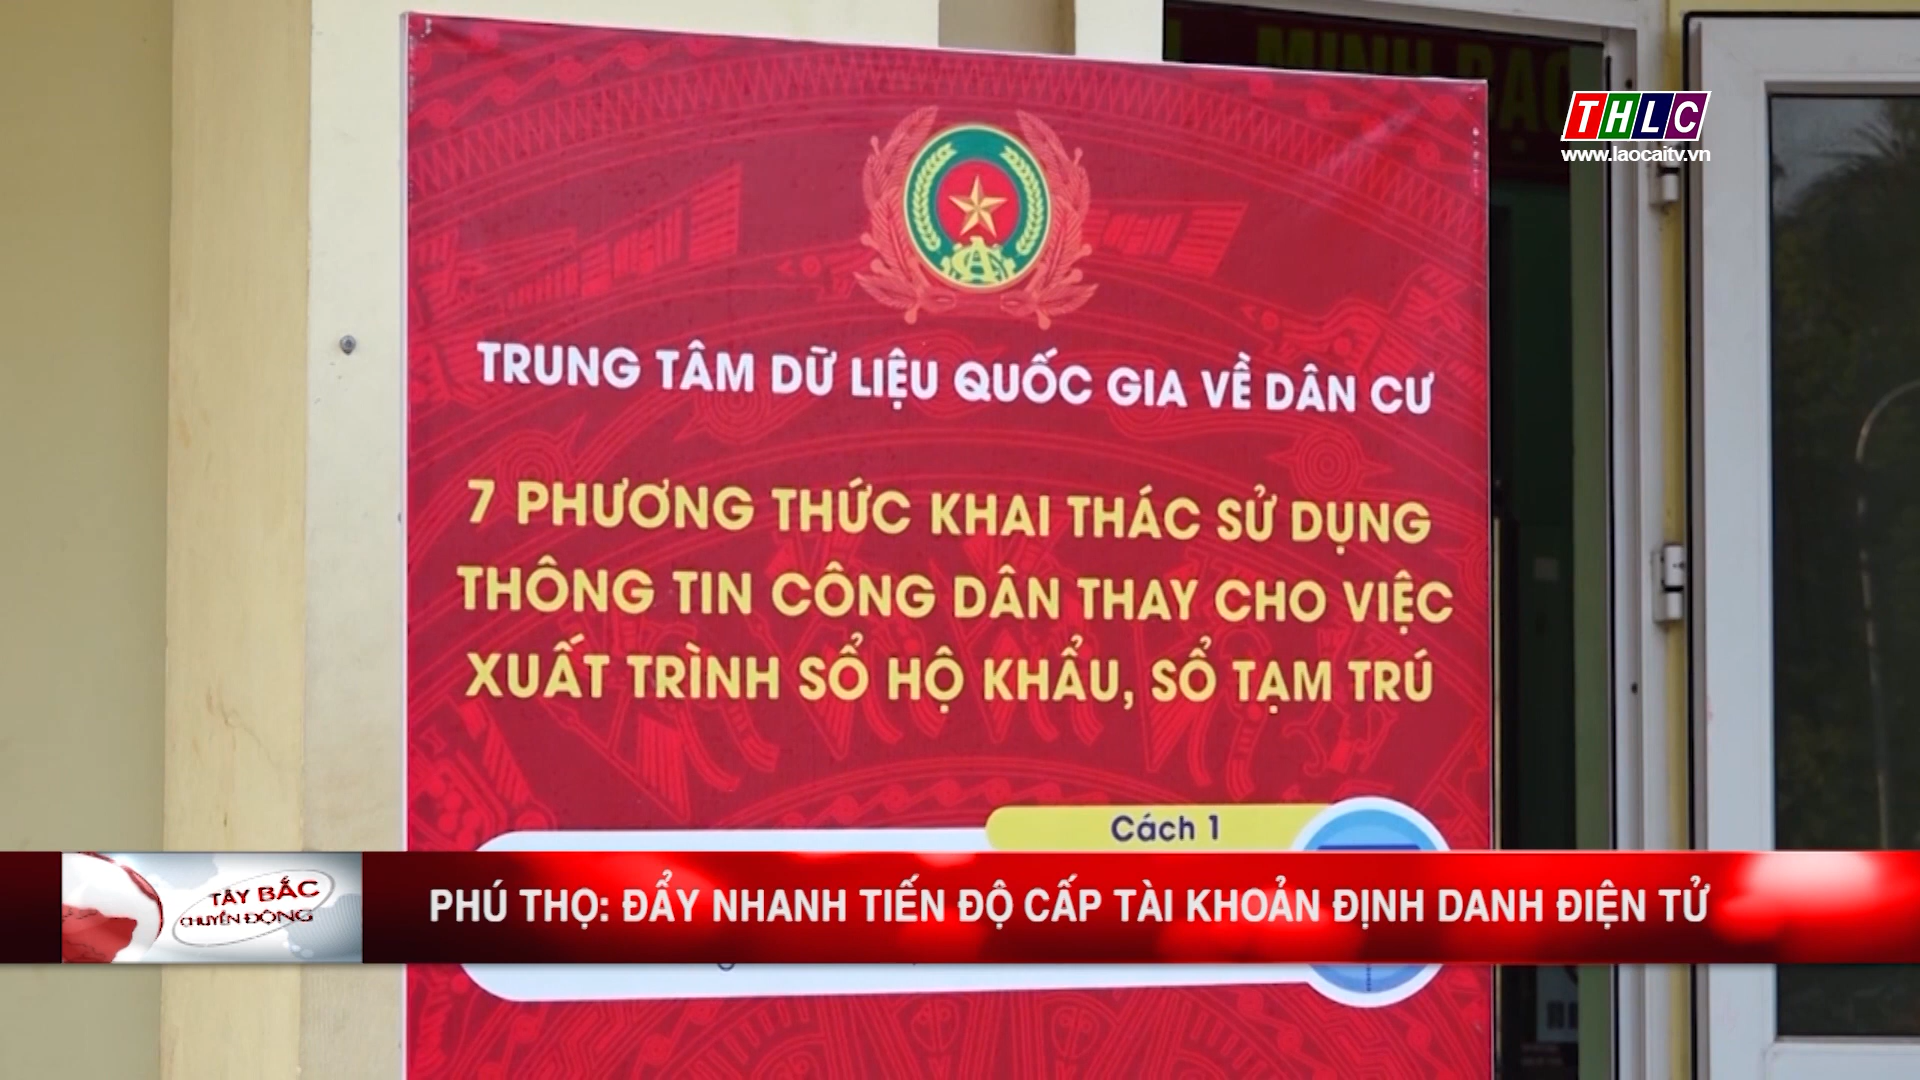 MINH BẠC
THLC
www.laocaitv.vn
TRUNG TÂM DỮ LIỆU QUỐC GIA VỀ DÂN CƯ
7 PHƯƠNG THỨC KHAI THÁC SỬ DỤNG
THÔNG TIN CÔNG DÂN THAY CHO VIỆC
XUẤT TRÌNH SỔ HỘ KHẨU, SỔ TẠM TRÚ
Cách 1
TÂY BẮC
CHUYỂN ĐỘNG
PHÚ THỌ: ĐẨY NHANH TIẾN ĐỘ CẤP TÀI KHOẢN ĐỊNH DANH ĐIỆN TỬ